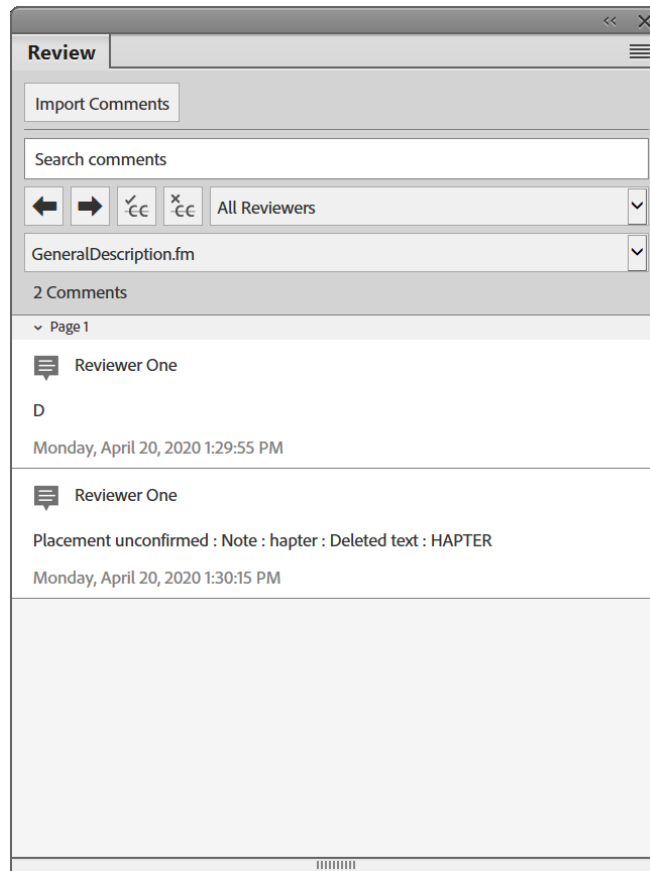 Review
Import Comments
Search comments
All Reviewers
GeneralDescription.fm
2 Comments
Page 1
Reviewer One
D
Monday, April 20, 2020 1:29:55 PM
Reviewer One
Placement unconfirmed : Note : hapter : Deleted text : HAPTER
Monday, April 20, 2020 1:30:15 PM